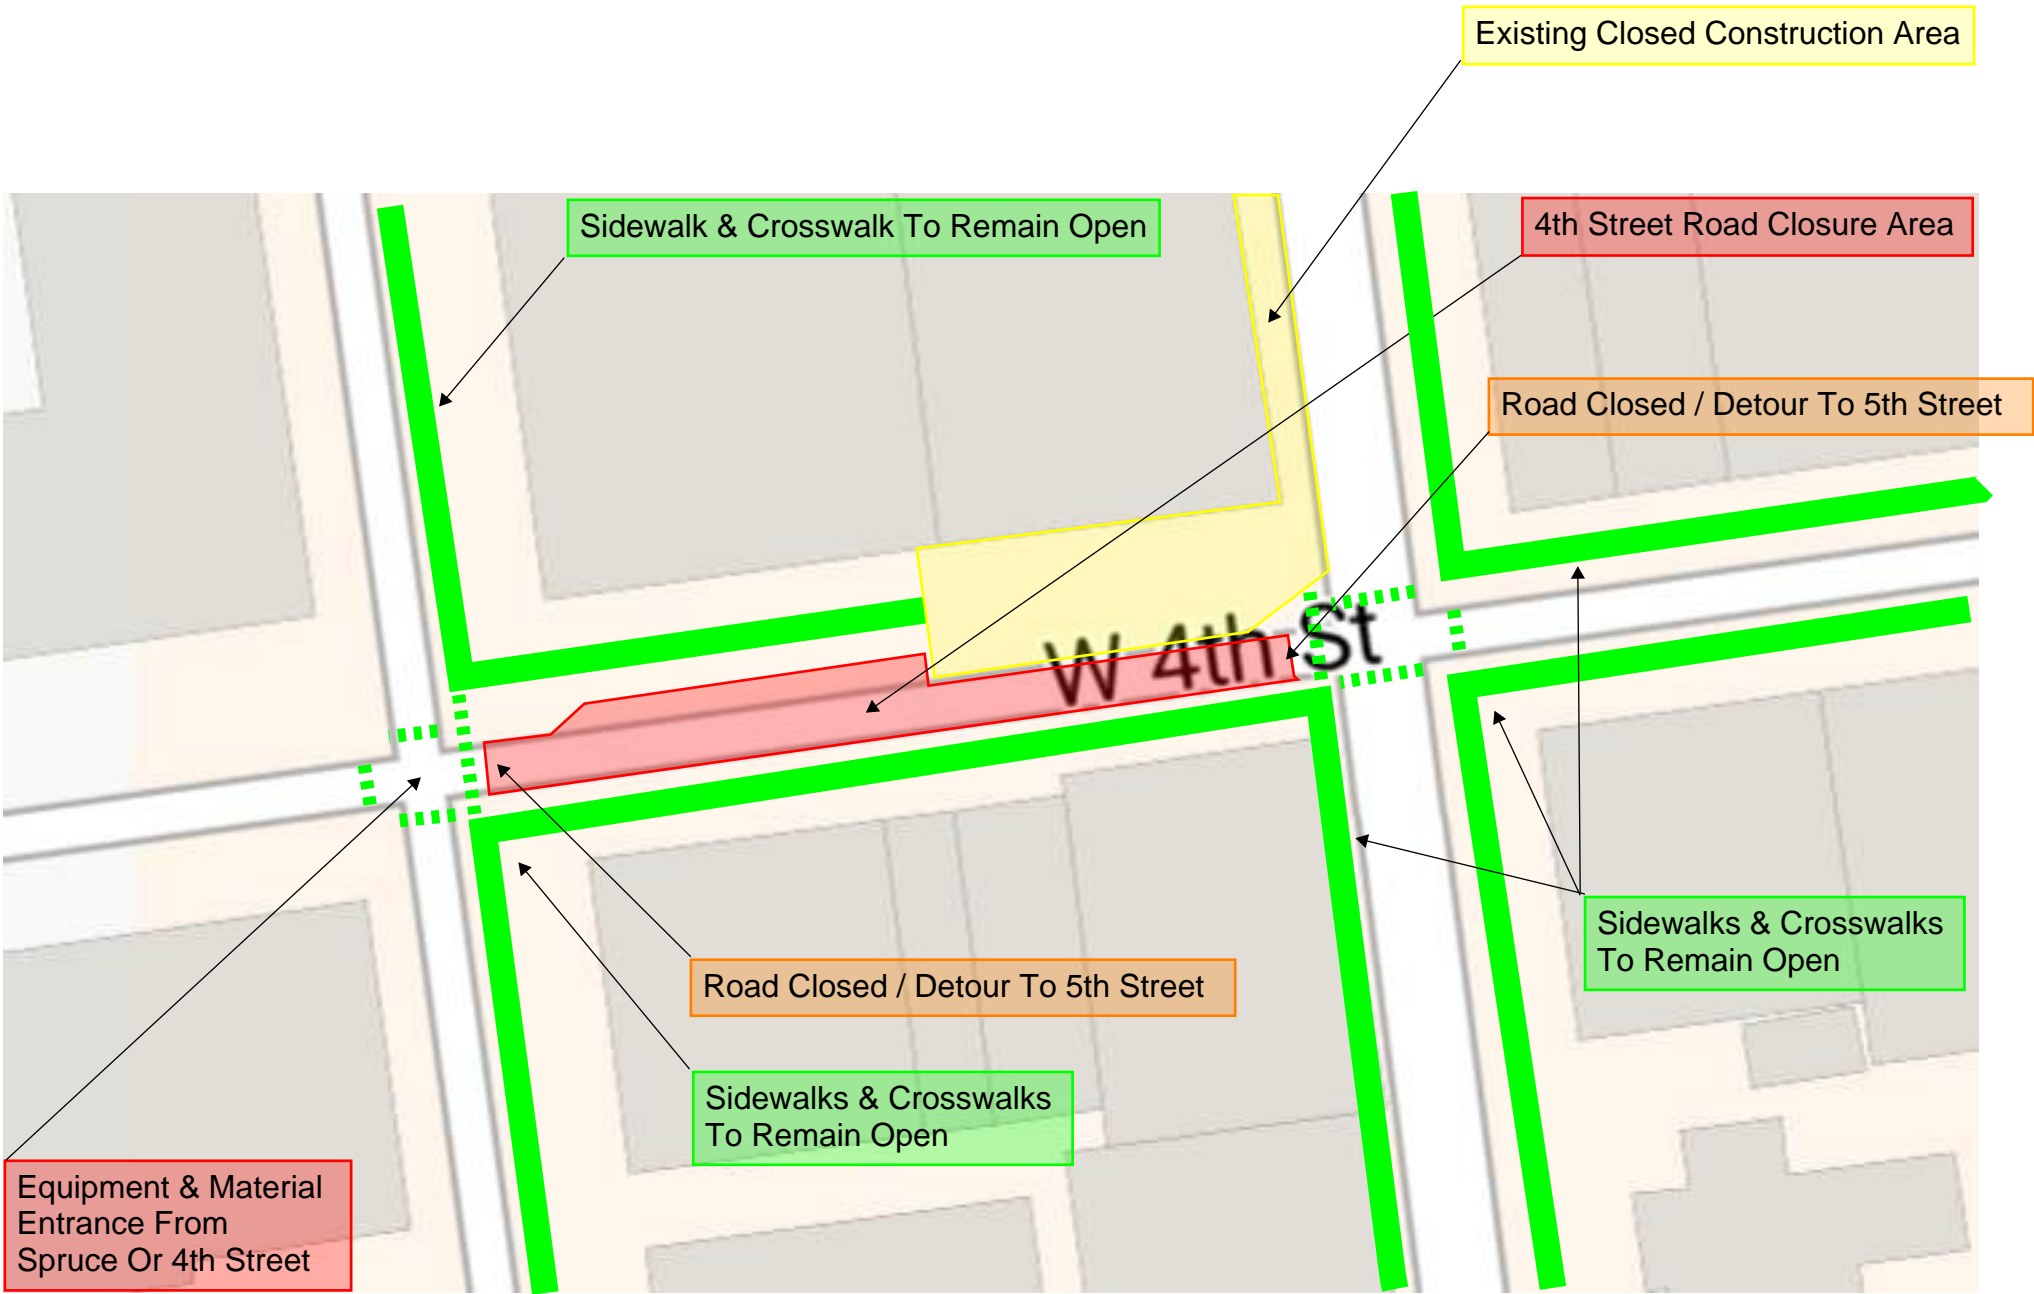 Existing Closed Construction Area
Sidewalk & Crosswalk To Remain Open
4th Street Road Closure Area
Road Closed / Detour To 5th Street
W 4th St
Sidewalks & Crosswalks
To Remain Open
Road Closed / Detour To 5th Street
Sidewalks & Crosswalks
To Remain Open
Equipment & Material
Entrance From
Spruce Or 4th Street